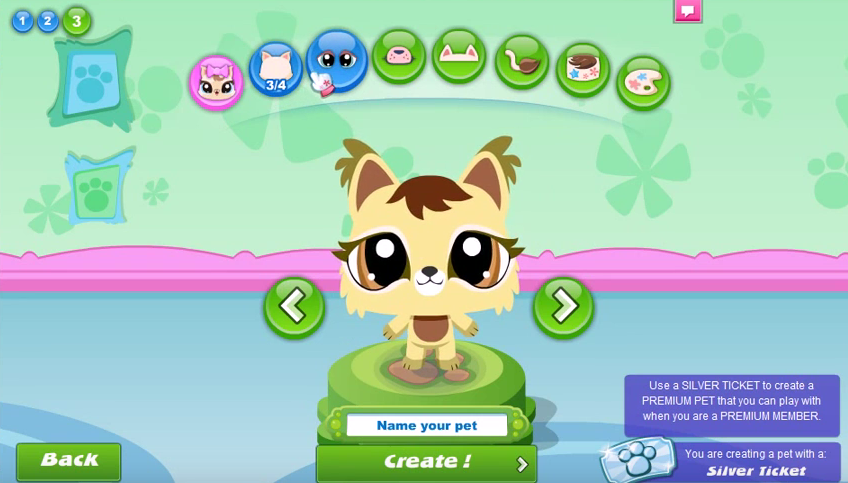 1 2 3
3/4
Name your pet
Back
Create!
Use a SILVER TICKET to create a
PREMIUM PET that you can play with
when you are a PREMIUM MEMBER.
You are creating a pet with a:
Silver Ticket